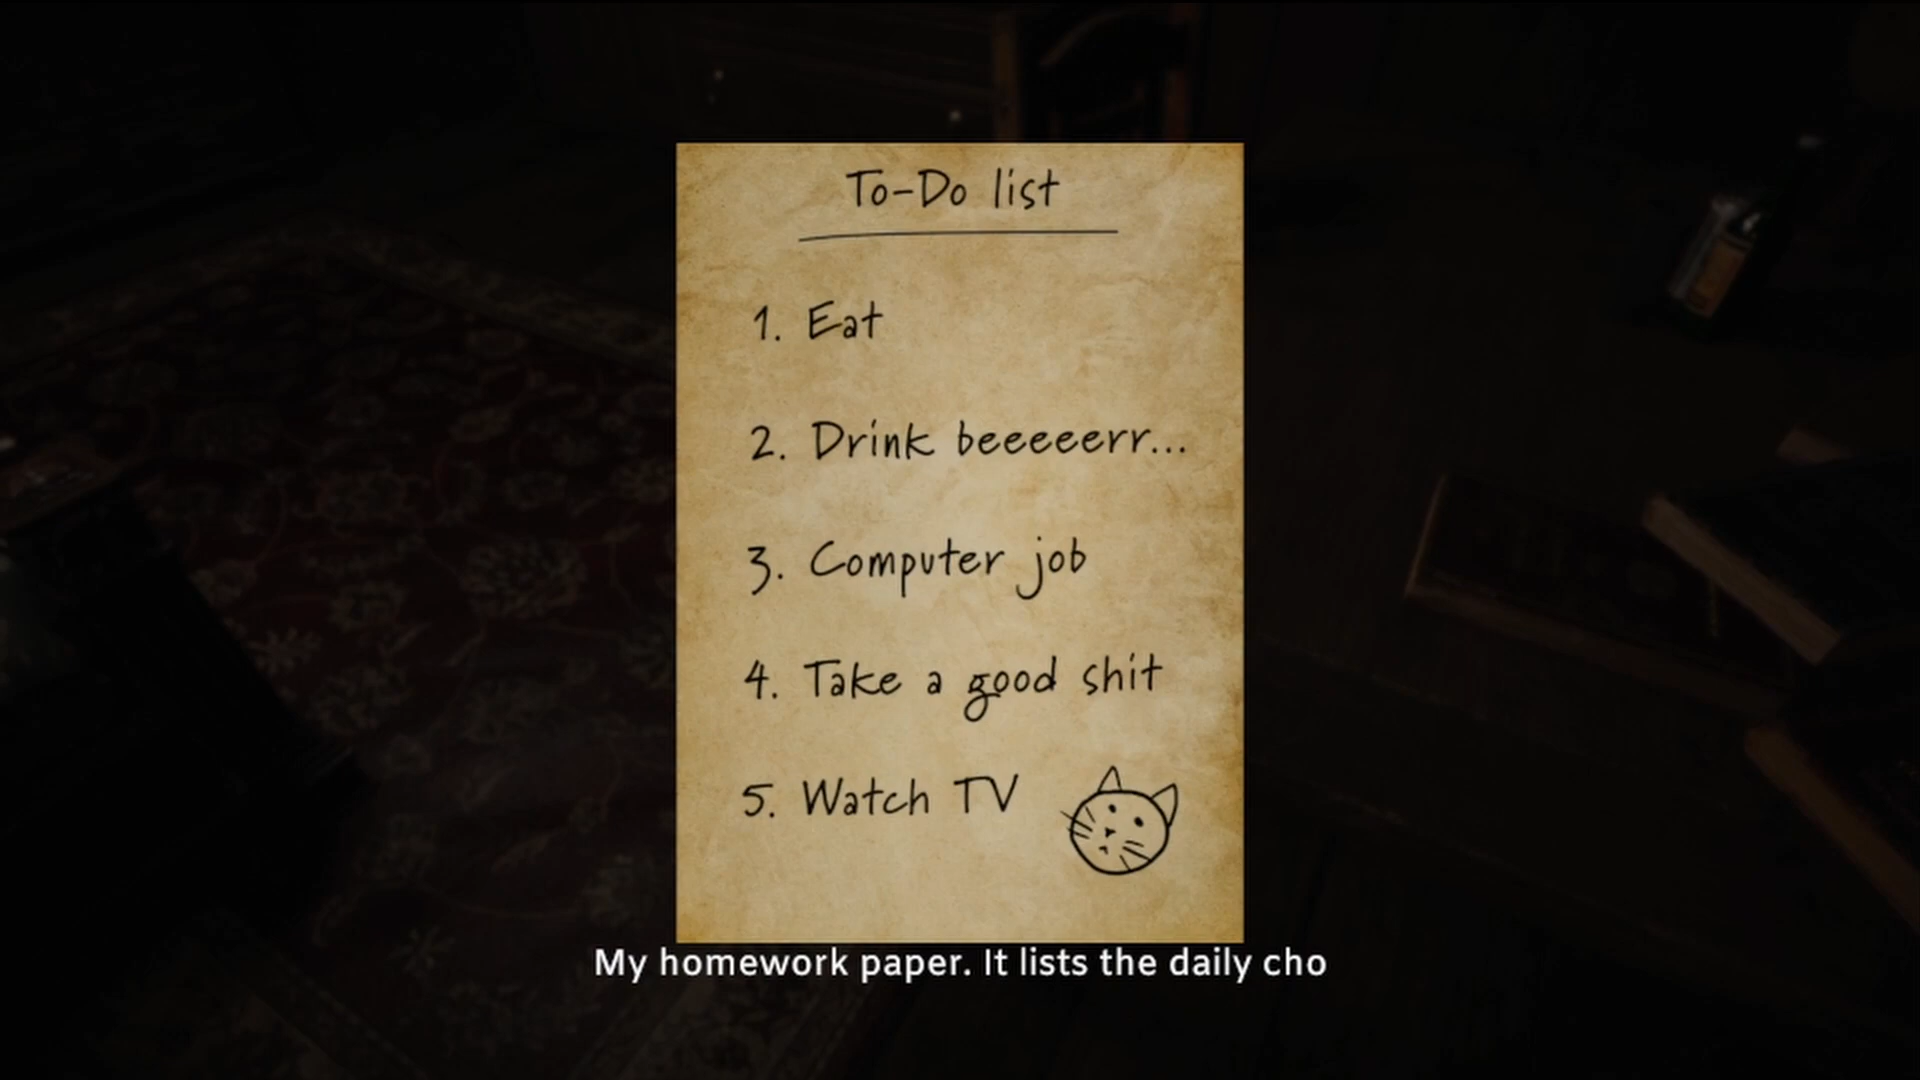 To-Do list
1. Eat
2. Drink beeeeerr...
3. Computer job
4. Take a good shit
5. Watch TV
My homework paper. It lists the daily cho